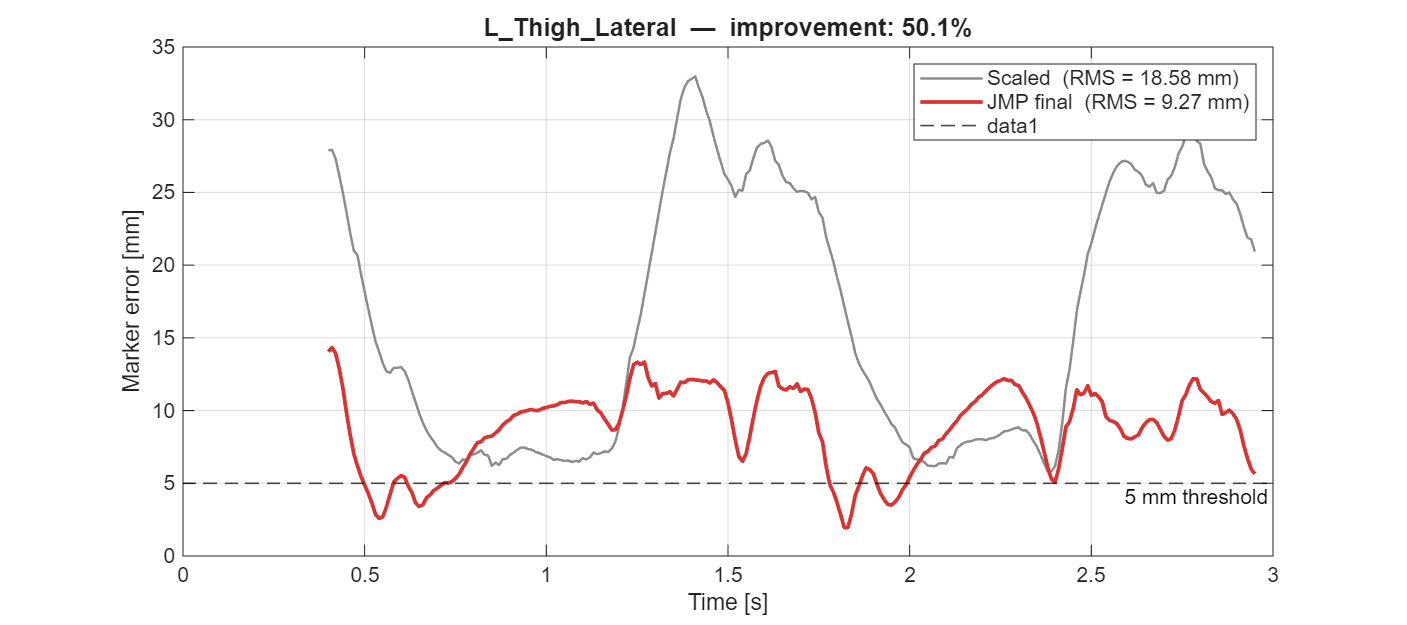 L_Thigh_Lateral — improvement: 50.1%
35
30
25
20
15
10
5
0
Marker error [mm]
Scaled (RMS = 18.58 mm)
JMP final (RMS = 9.27 mm)
data1
5 mm threshold
0 0.5 1 1.5 2 2.5 3
Time [s]